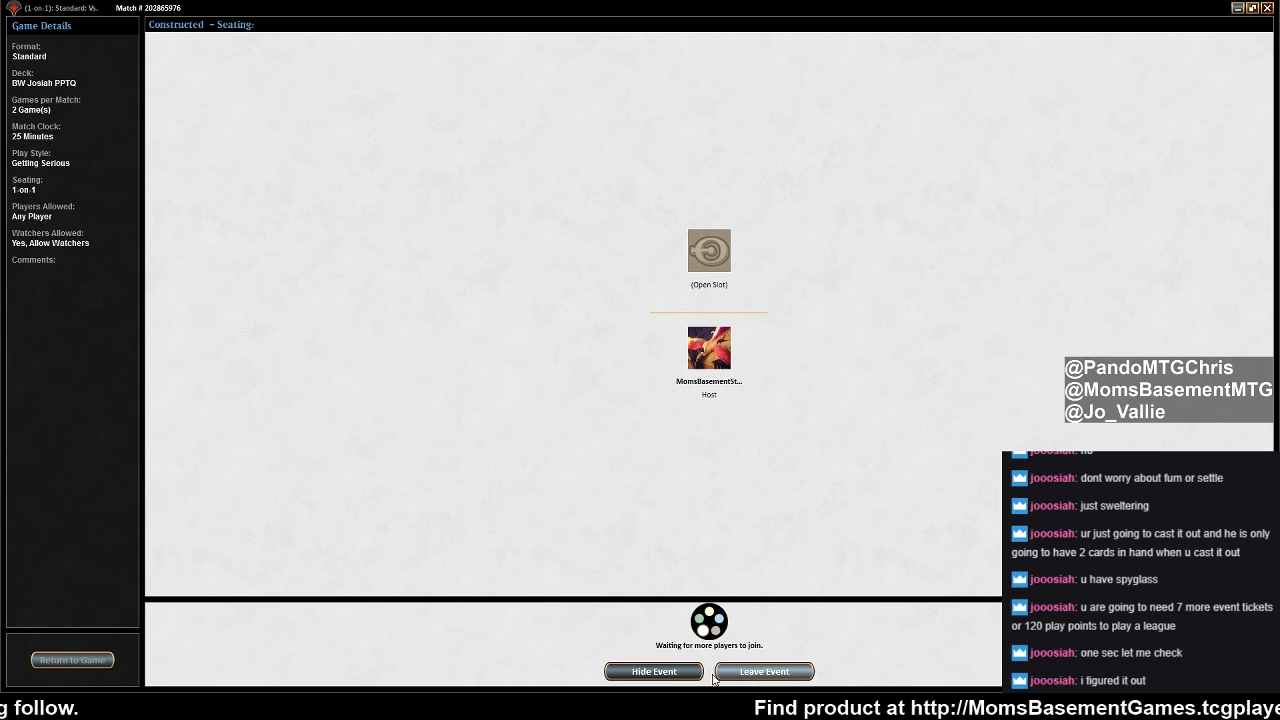 (1-on-1): Standard: Vs. Match # 202865976
Game Details
Format:
Standard
Deck:
BW Josiah PPTQ
Games per Match:
2 Game(s)
Match Clock:
25 Minutes
Play Style:
Getting Serious
Seating:
1-on-1
Players Allowed:
Any Player
Watchers Allowed:
Yes, Allow Watchers
Comments:
Return to Game
Constructed - Seating:
(Open Slot)
MomsBasementSt...
Host
Waiting for more players to join.
Hide Event Leave Event
@PandoMTGChris
@MomsBasementMTG
@Jo_Vallie
jooosiah: dont worry about fum or settle
jooosiah: just sweltering
jooosiah: ur just going to cast it out and he is only
going to have 2 cards in hand when u cast it out
jooosiah: u have spyglass
jooosiah: u are going to need 7 more event tickets
or 120 play points to play a league
jooosiah: one sec let me check
jooosiah: i figured it out
g follow. Find product at http://MomsBasementGames.tcgplaye